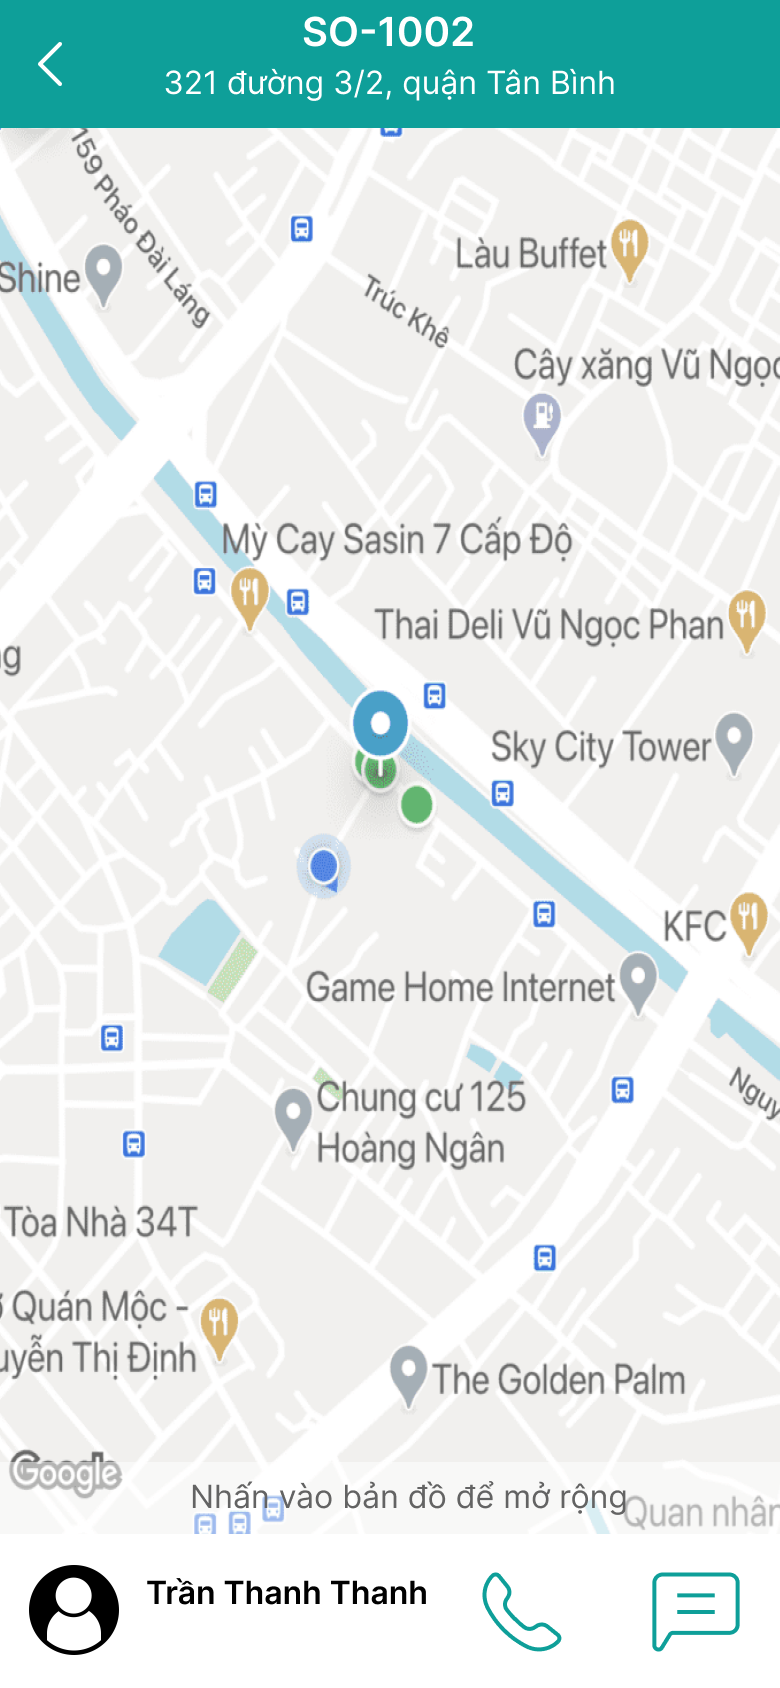 SO-1002
321 đường 3/2, quận Tân Bình
159 Pháo Đài Láng
Làu Buffet
Shine
Trúc Khê
Cây xăng Vũ Ngọc
Mỳ Cay Sasin 7 Cấp Độ
Thai Deli Vũ Ngọc Phan
Sky City Tower
KFC
Game Home Internet
Nguy
Chung cư 125
Hoàng Ngân
Tòa Nhà 34T
Quán Mộc -
uyễn Thị Định
The Golden Palm
Google
Nhấn vào bản đồ để mở rộng
Quan nhân
Trần Thanh Thanh